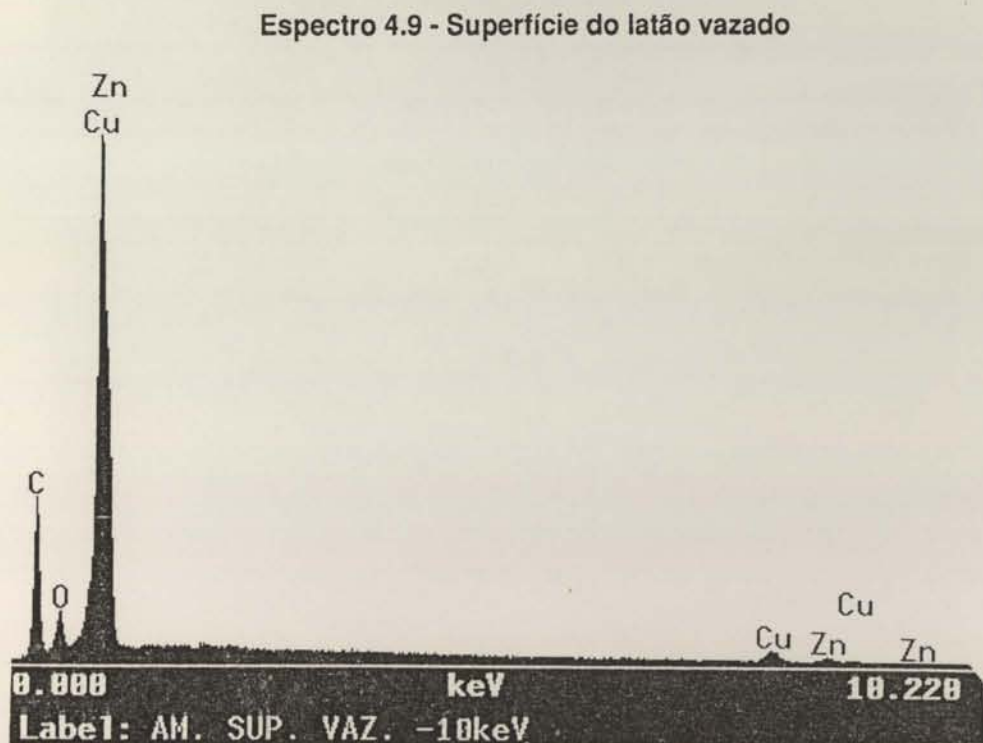 Espectro 4.9 - Superfície do latão vazado
Zn
Cu
C
O
Cu
Cu
Zn
Zn
0.000 keV 10.220
Label: AM. SUP. VAZ. -10keV